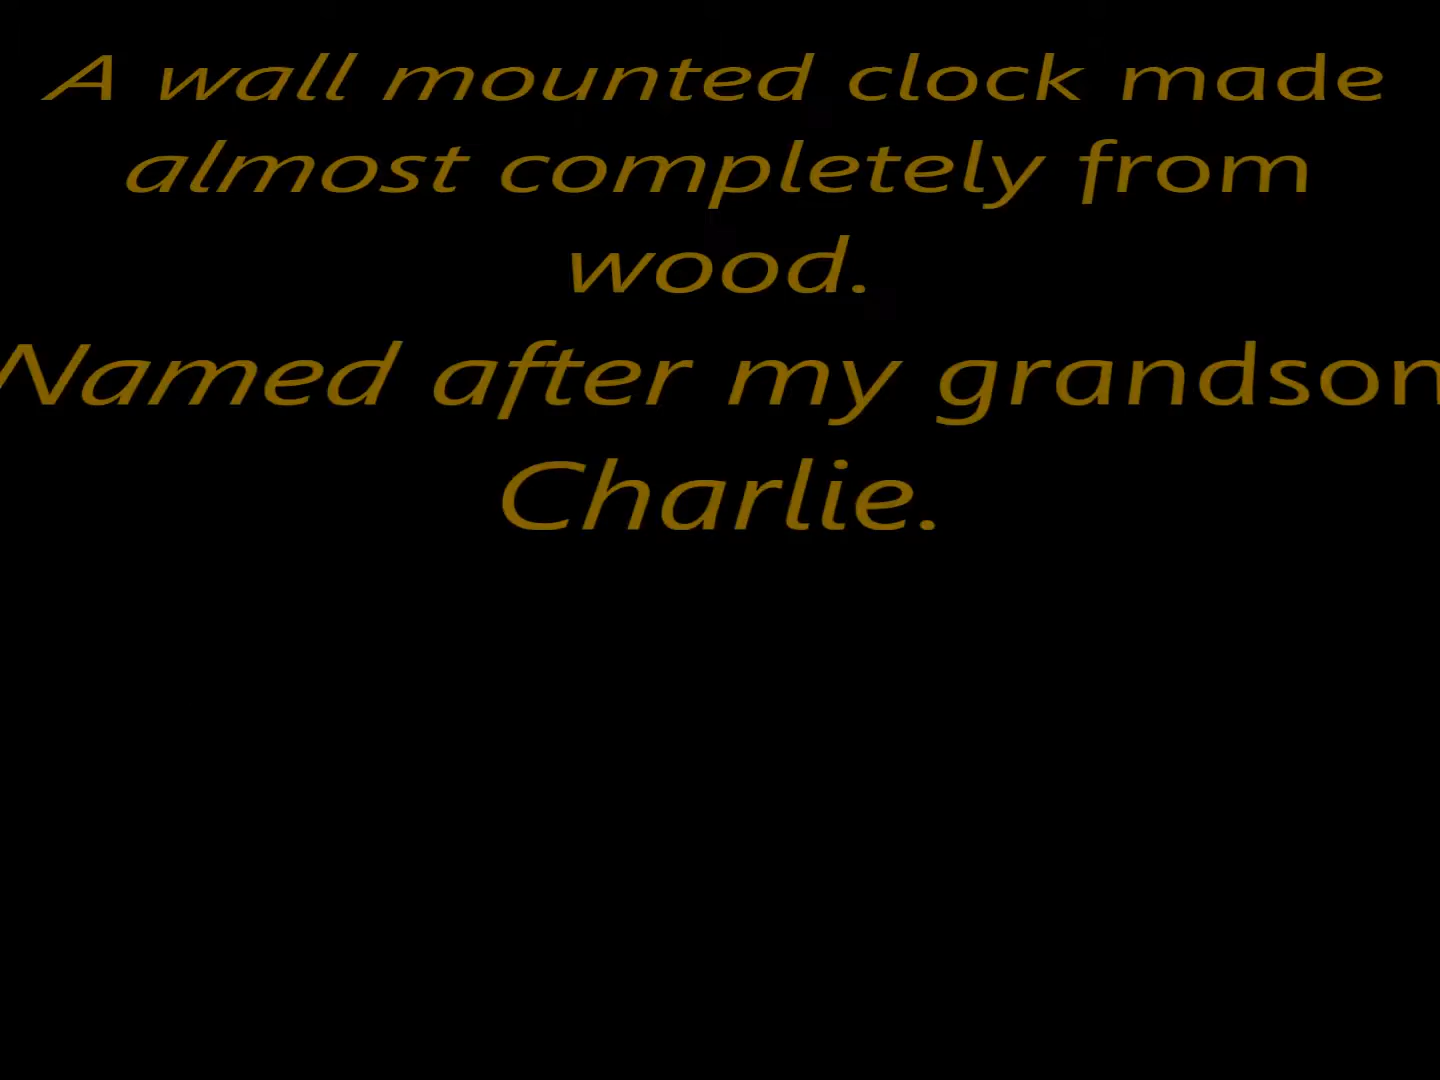 A wall mounted clock made
almost completely from
wood.
Named after my grandson
Charlie.